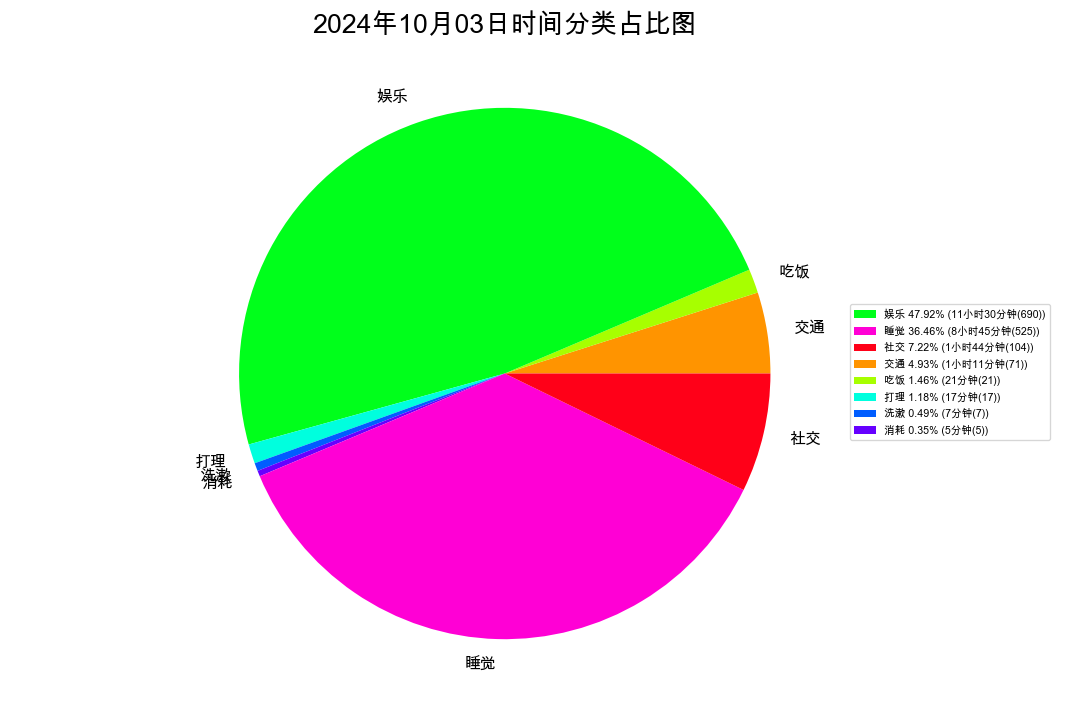 2024年10月03日时间分类占比图
娱乐
吃饭
交通
社交
打理
洗漱
消耗
睡觉
娱乐 47.92% (11小时30分钟(690))
睡觉 36.46% (8小时45分钟(525))
社交 7.22% (1小时44分钟(104))
交通 4.93% (1小时11分钟(71))
吃饭 1.46% (21分钟(21))
打理 1.18% (17分钟(17))
洗漱 0.49% (7分钟(7))
消耗 0.35% (5分钟(5))